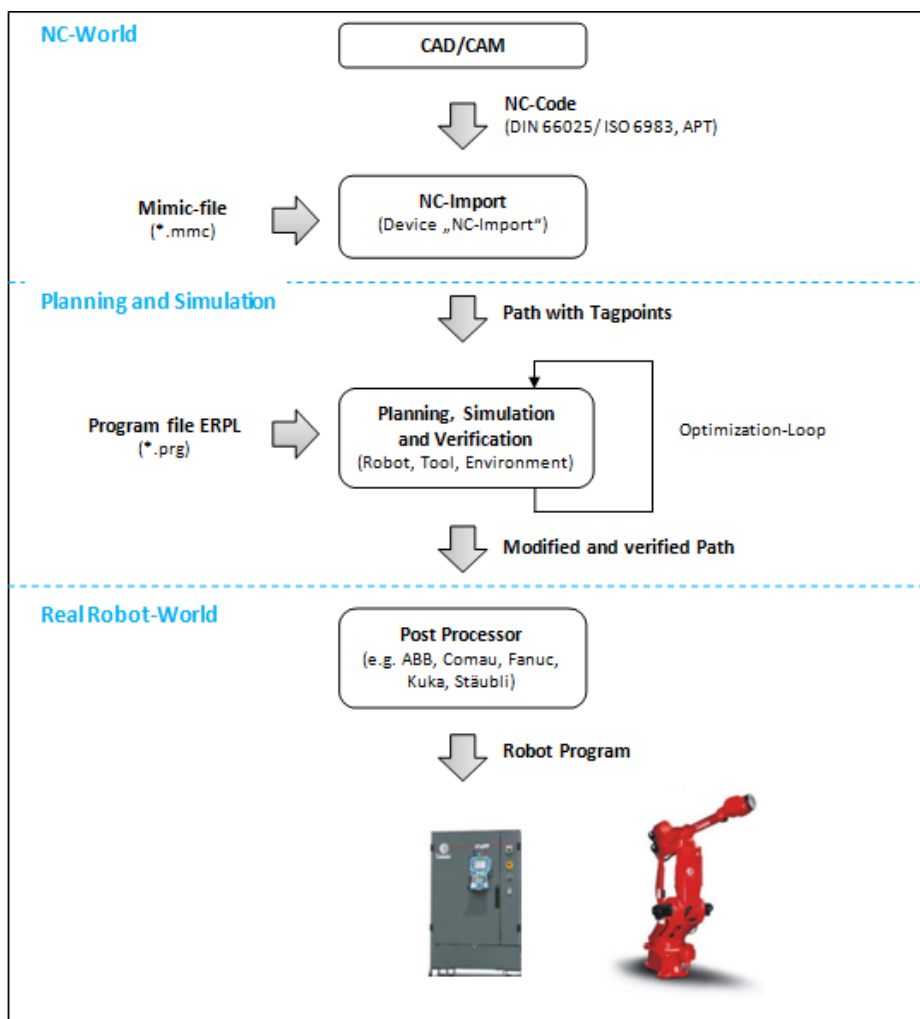 NC-World
CAD/CAM
NC-Code
(DIN 66025/ ISO 6983, APT)
Mimic-file
(*.mmc)
NC-Import
(Device „NC-Import“)
Planning and Simulation
Path with Tagpoints
Program file ERPL
(*.prg)
Planning, Simulation
and Verification
(Robot, Tool, Environment)
Optimization-Loop
Modified and verified Path
Real Robot-World
Post Processor
(e.g. ABB, Comau, Fanuc,
Kuka, Stäubli)
Robot Program